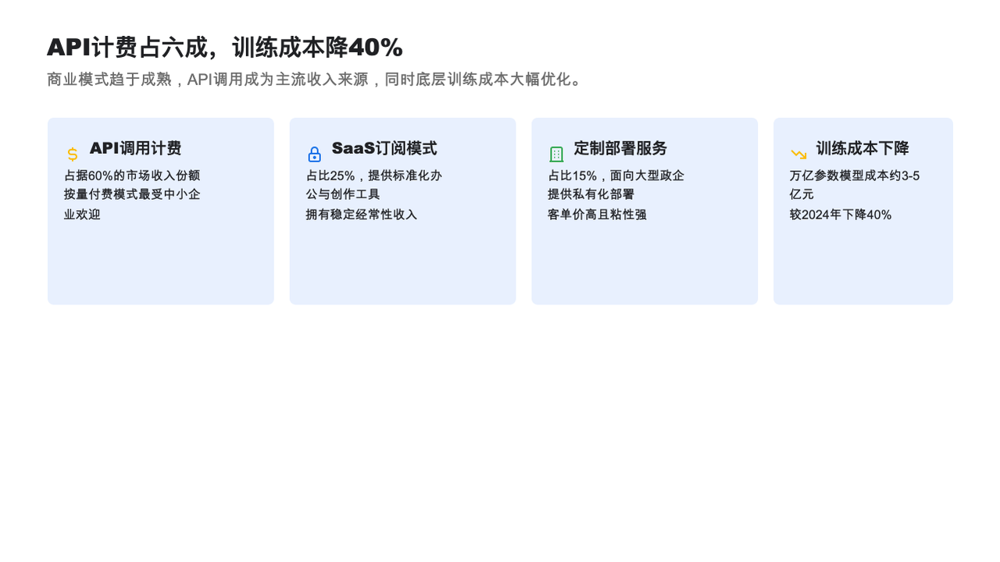 API计费占六成，训练成本降40%
商业模式趋于成熟，API调用成为主流收入来源，同时底层训练成本大幅优化。
API调用计费
占据60%的市场收入份额
按量付费模式最受中小企
业欢迎
SaaS订阅模式
占比25%，提供标准化办
公与创作工具
拥有稳定经常性收入
定制部署服务
占比15%，面向大型政企
提供私有化部署
客单价高且粘性强
训练成本下降
万亿参数模型成本约3-5
亿元
较2024年下降40%